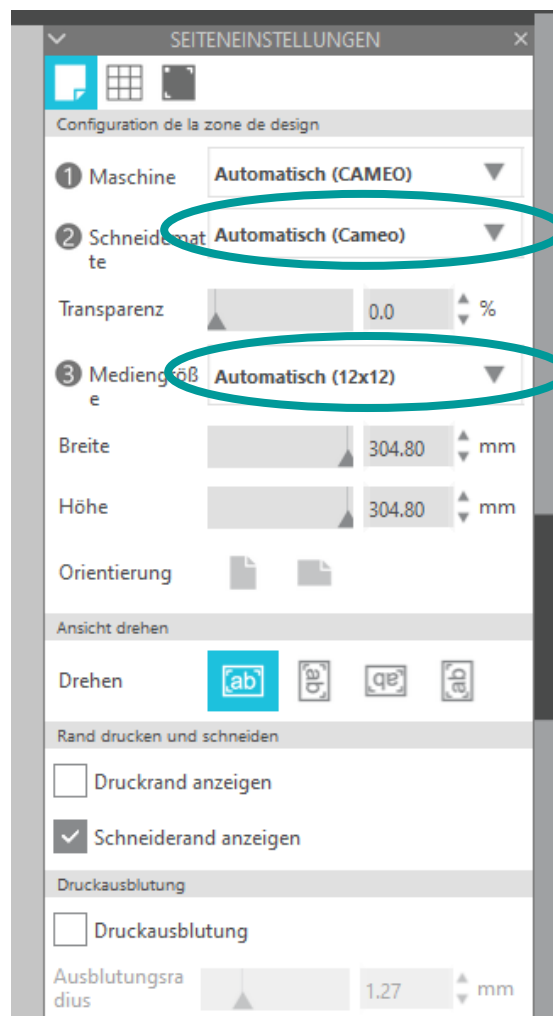 SEITENEINSTELLUNGEN
Configuration de la zone de design
1 Maschine Automatisch (CAMEO)
2 Schneidemat Automatisch (Cameo)
te
Transparenz 0.0 %
3 Mediengröß Automatisch (12x12)
e
Breite 304.80 mm
Höhe 304.80 mm
Orientierung
Ansicht drehen
Drehen [ab] [ab] [ab] [ab]
Rand drucken und schneiden
Druckrand anzeigen
Schneiderand anzeigen
Druckausblutung
Druckausblutung
Ausblutungsra 1.27 mm
dius